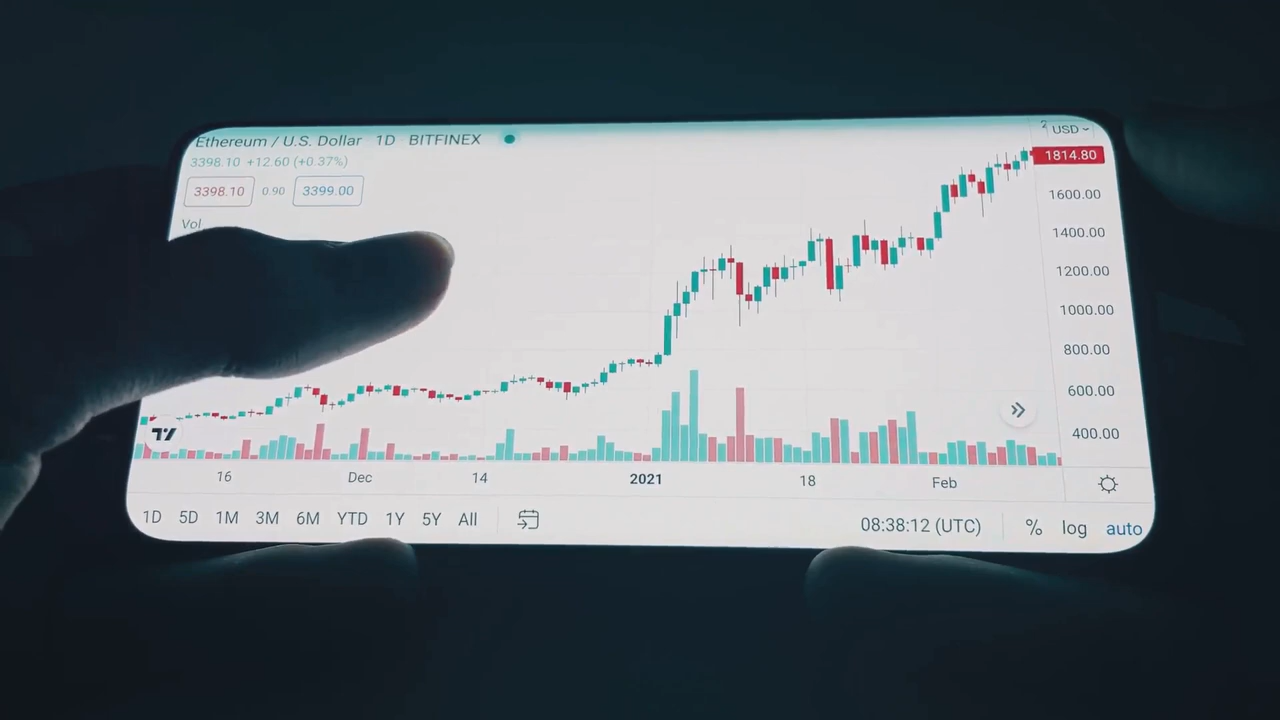 Ethereum / U.S. Dollar 1D BITFINEX
USD
3398.10 +12.60 (+0.37%)
1814.80
3398.10 0.90 3399.00
1600.00
Vol
1400.00
1200.00
1000.00
800.00
600.00
400.00
16 Dec 14 2021 18 Feb
1D 5D 1M 3M 6M YTD 1Y 5Y All
08:38:12 (UTC) % log auto